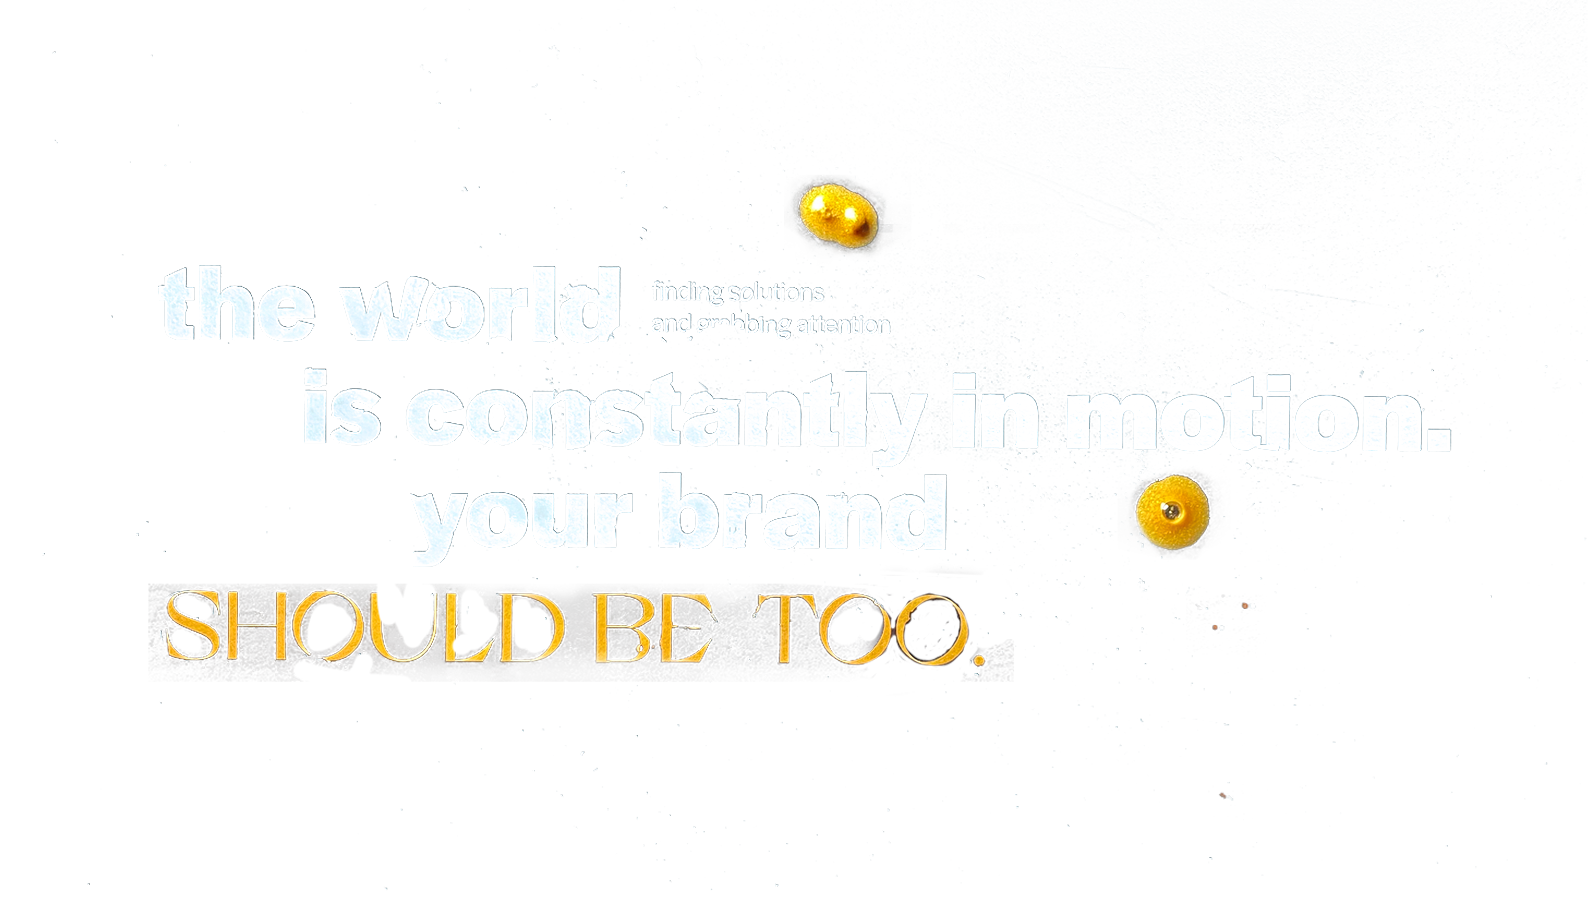 the world
finding solutions
and grabbing attention
is constantly in motion.
your brand
SHOULD BE TOO.